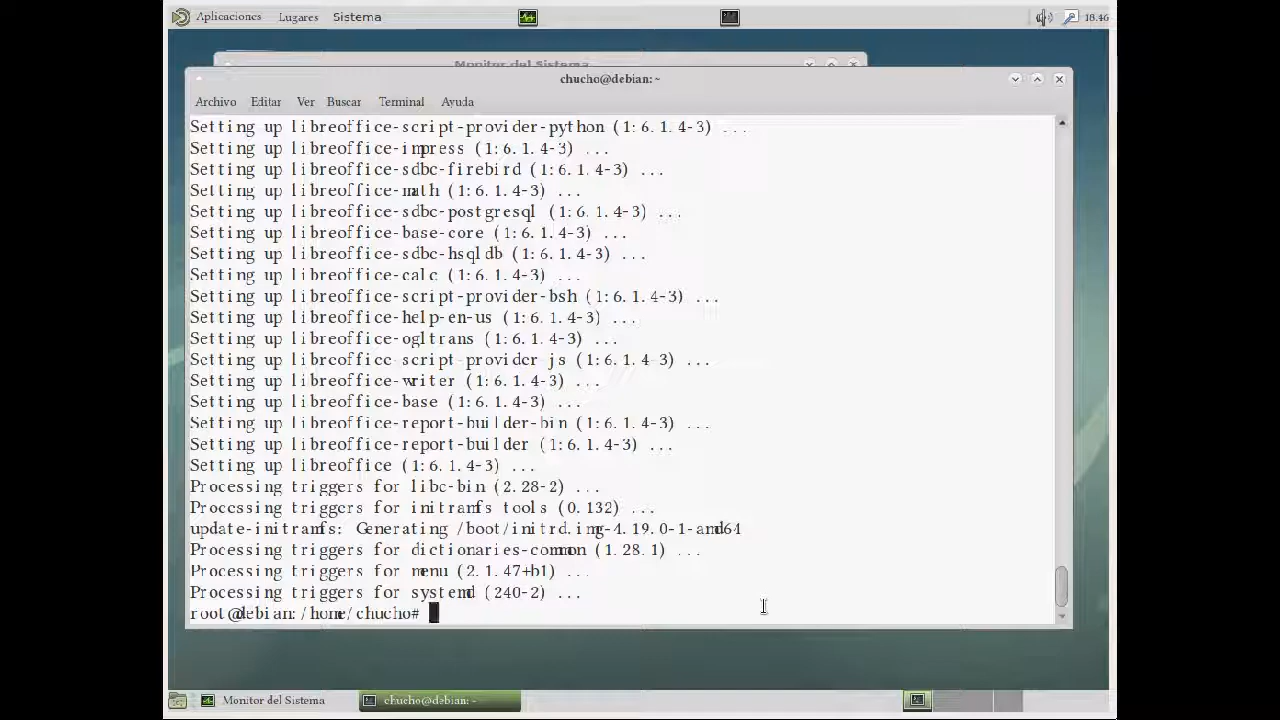 Aplicaciones Lugares Sistema 18:46
Monitor del Sistema
chucho@debian: ~
Archivo Editar Ver Buscar Terminal Ayuda
Setting up libreoffice-script-provider-python (1:6.1.4-3) ...
Setting up libreoffice-impress (1:6.1.4-3) ...
Setting up libreoffice-sdbc-firebird (1:6.1.4-3) ...
Setting up libreoffice-math (1:6.1.4-3) ...
Setting up libreoffice-sdbc-postgresql (1:6.1.4-3) ...
Setting up libreoffice-base-core (1:6.1.4-3) ...
Setting up libreoffice-sdbc-hsqldb (1:6.1.4-3) ...
Setting up libreoffice-calc (1:6.1.4-3) ...
Setting up libreoffice-script-provider-bsh (1:6.1.4-3) ...
Setting up libreoffice-help-en-us (1:6.1.4-3) ...
Setting up libreoffice-ogltrans (1:6.1.4-3) ...
Setting up libreoffice-script-provider-js (1:6.1.4-3) ...
Setting up libreoffice-writer (1:6.1.4-3) ...
Setting up libreoffice-base (1:6.1.4-3) ...
Setting up libreoffice-report-builder-bin (1:6.1.4-3) ...
Setting up libreoffice-report-builder (1:6.1.4-3) ...
Setting up libreoffice (1:6.1.4-3) ...
Processing triggers for libc-bin (2.28-2) ...
Processing triggers for initramfs-tools (0.132) ...
update-initramfs: Generating /boot/initrd.img-4.19.0-1-amd64
Processing triggers for dictionaries-common (1.28.1) ...
Processing triggers for menu (2.1.47+b1) ...
Processing triggers for systemd (240-2) ...
root@debian:/home/chucho#
Monitor del Sistema chucho@debian: ~